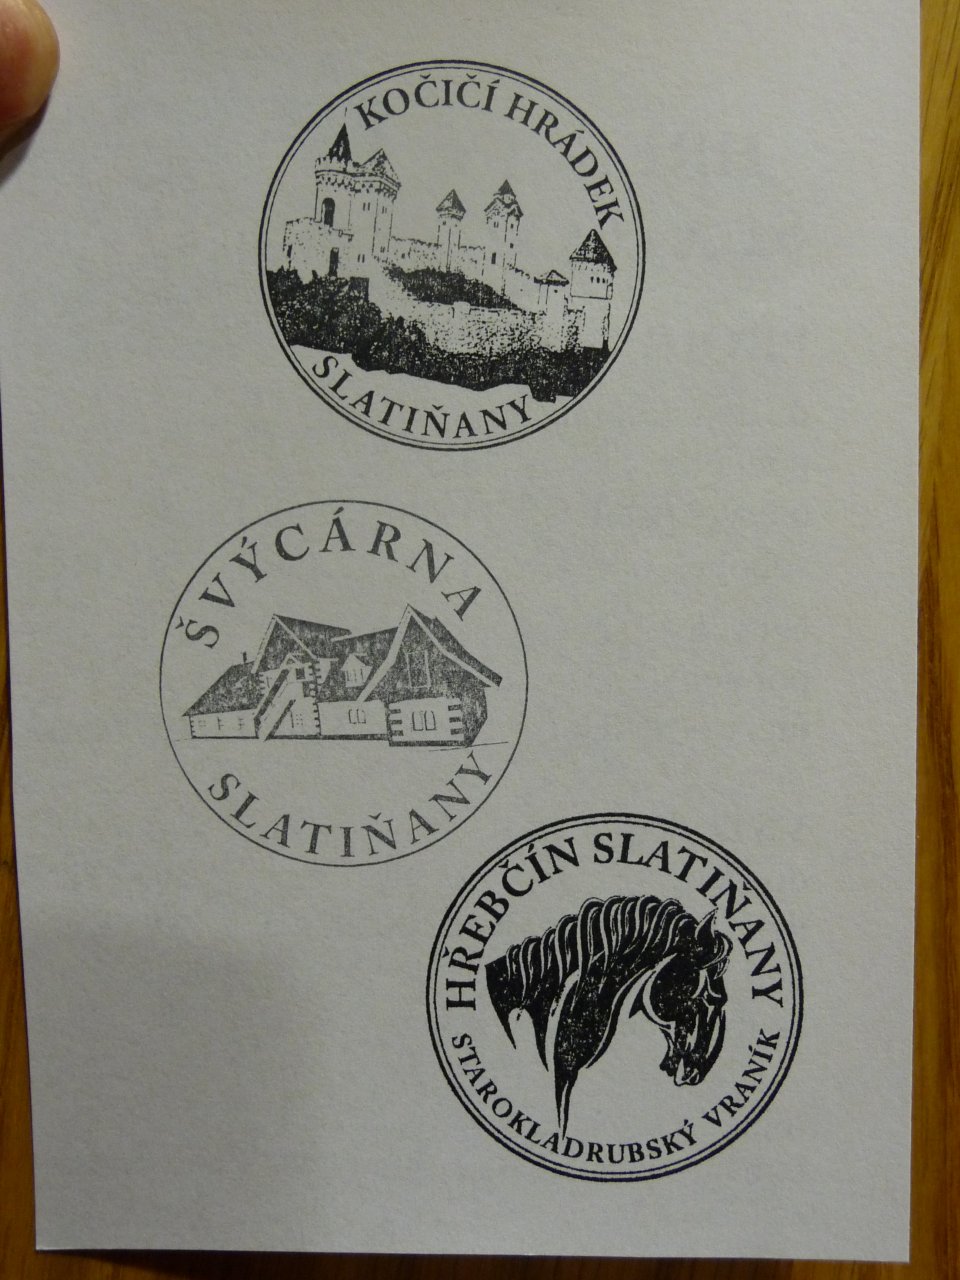 KOČIČÍ HRÁDEK
SLATIŇANY
ŠVÝCÁRNA
SLATIŇANY
HŘEBČÍN SLATIŇANY
STAROKLADRUBSKÝ VRANÍK